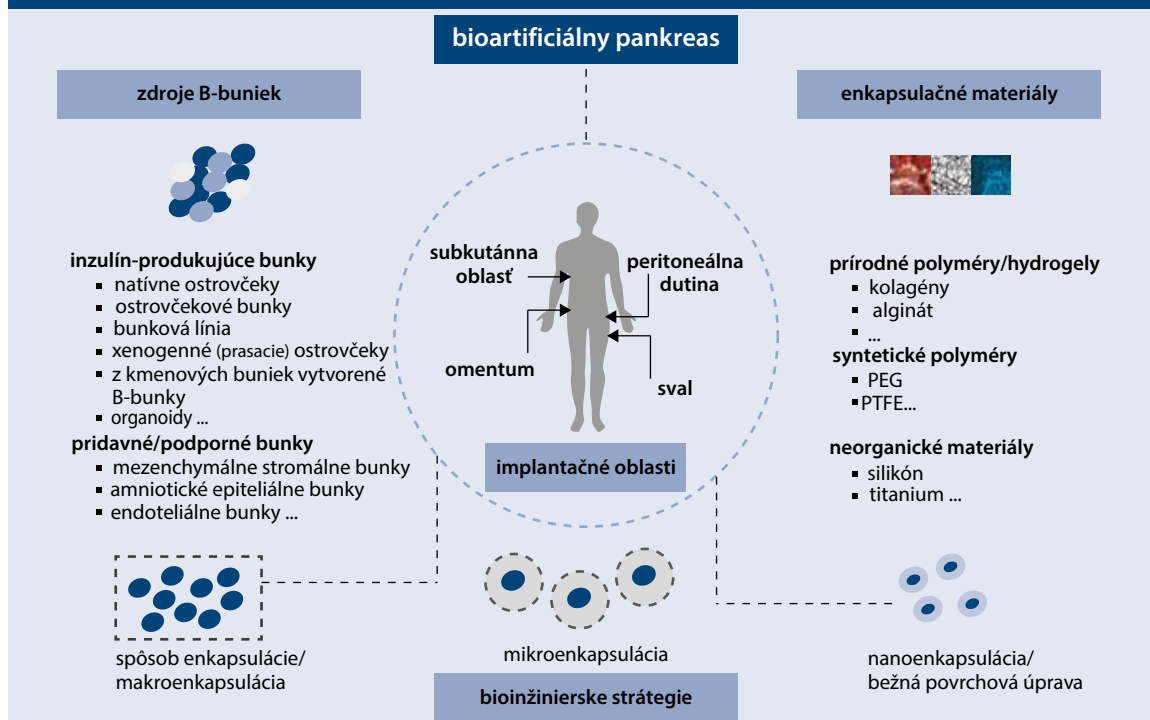 bioartificiálny pankreas
zdroje B-buniek
inzulín-produkujúce bunky
▪ natívne ostrovčeky
▪ ostrovčekové bunky
▪ bunková línia
▪ xenogenné (prasacie) ostrovčeky
▪ z kmenových buniek vytvorené
B-bunky
▪ organoidy ...
pridavné/podporné bunky
▪ mezenchymálne stromálne bunky
▪ amniotické epiteliálne bunky
▪ endoteliálne bunky ...
subkutánna
oblasť
peritoneálna
dutina
omentum
sval
implantačné oblasti
enkapsulačné materiály
prírodné polyméry/hydrogely
▪ kolagény
▪ alginát
▪ ...
syntetické polyméry
▪ PEG
▪ PTFE...
neorganické materiály
▪ silikón
▪ titanium ...
spôsob enkapsulácie/
makroenkapsulácia
mikroenkapsulácia
nanoenkapsulácia/
bežná povrchová úprava
bioinžinierske strátegie